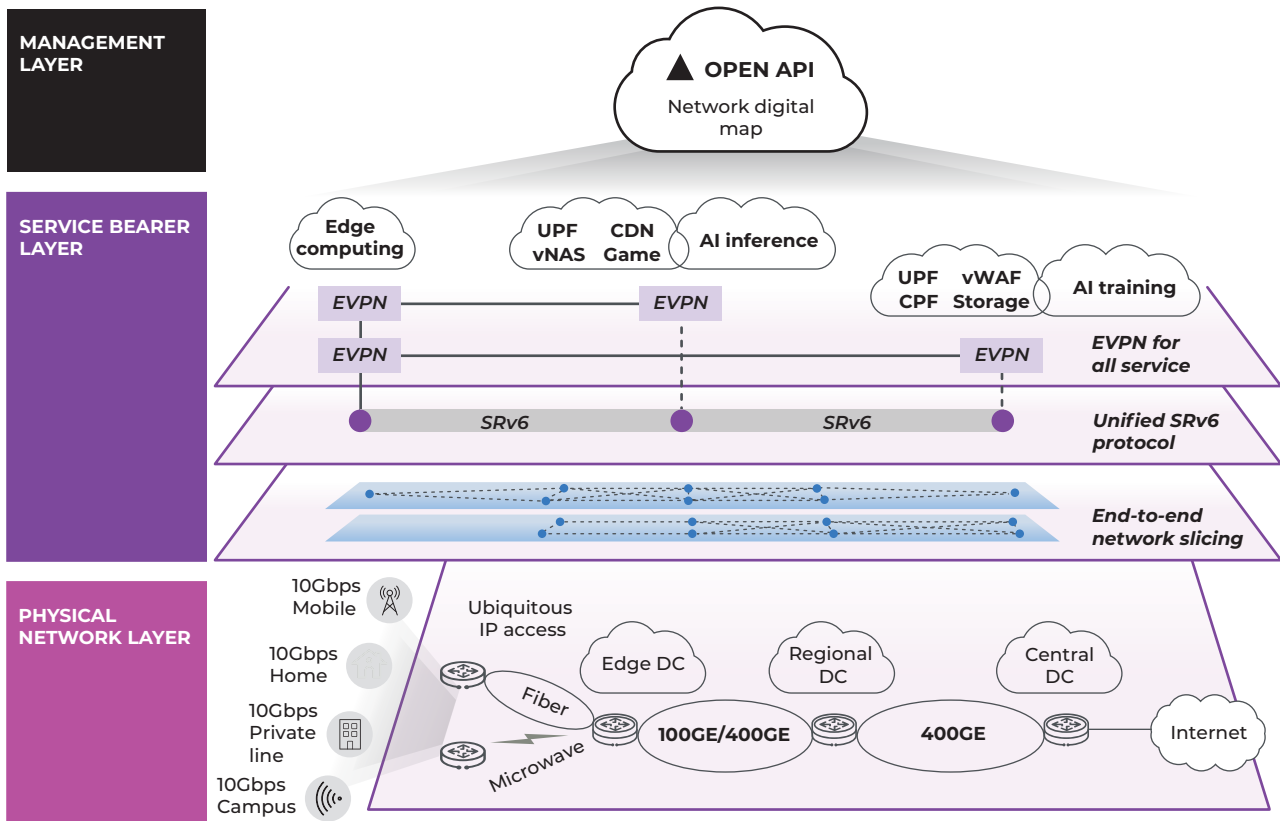 MANAGEMENT
LAYER
OPEN API
Network digital
map
SERVICE BEARER
LAYER
Edge
computing
UPF CDN
vNAS Game
AI inference
UPF vWAF
CPF Storage
AI training
EVPN
EVPN
EVPN
EVPN
EVPN for
all service
SRv6
SRv6
Unified SRv6
protocol
End-to-end
network slicing
PHYSICAL
NETWORK LAYER
10Gbps
Mobile
10Gbps
Home
10Gbps
Private
line
10Gbps
Campus
Ubiquitous
IP access
Fiber
Microwave
Edge DC
100GE/400GE
Regional
DC
400GE
Central
DC
Internet